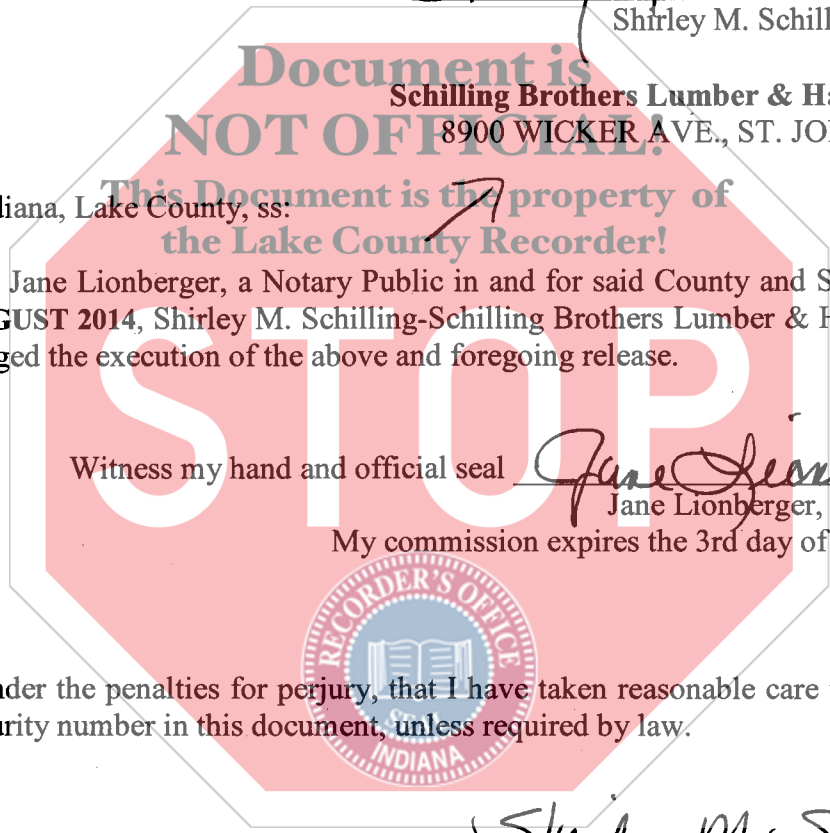 Shirley M. Schill
Document is
Schilling Brothers Lumber & Ha
NOT OFFICIAL!
8900 WICKER AVE., ST. JO
This Document is the property of
diana, Lake County, ss:
the Lake County Recorder!
Jane Lionberger, a Notary Public in and for said County and S
GUST 2014, Shirley M. Schilling-Schilling Brothers Lumber & H
ged the execution of the above and foregoing release.
STOP
Witness my hand and official seal Jane Lion
Jane Lionberger,
My commission expires the 3rd day of
RECORDER'S OFFICE
SEAL
INDIANA
nder the penalties for perjury, that I have taken reasonable care
urity number in this document, unless required by law.